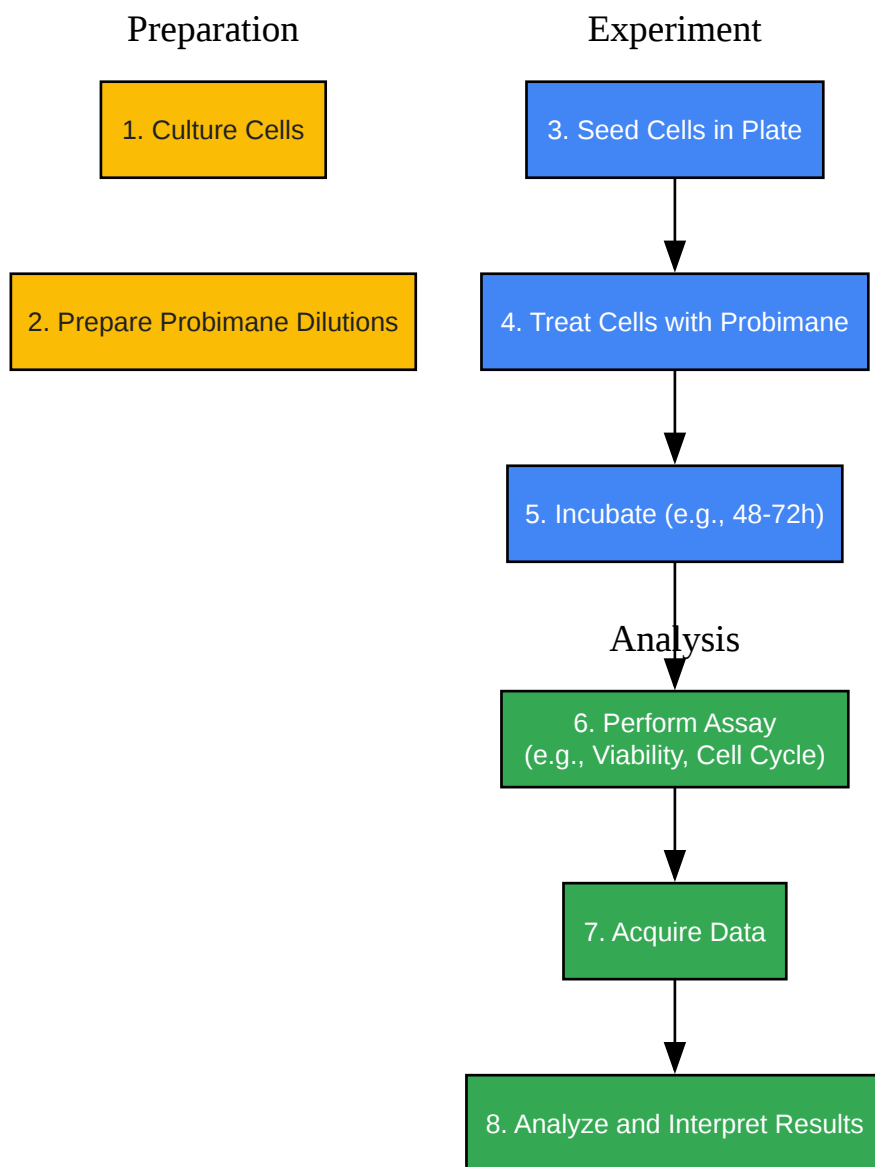 Preparation
1. Culture Cells
2. Prepare Probimane Dilutions
Experiment
3. Seed Cells in Plate
4. Treat Cells with Probimane
5. Incubate (e.g., 48-72h)
Analysis
6. Perform Assay
(e.g., Viability, Cell Cycle)
7. Acquire Data
8. Analyze and Interpret Results